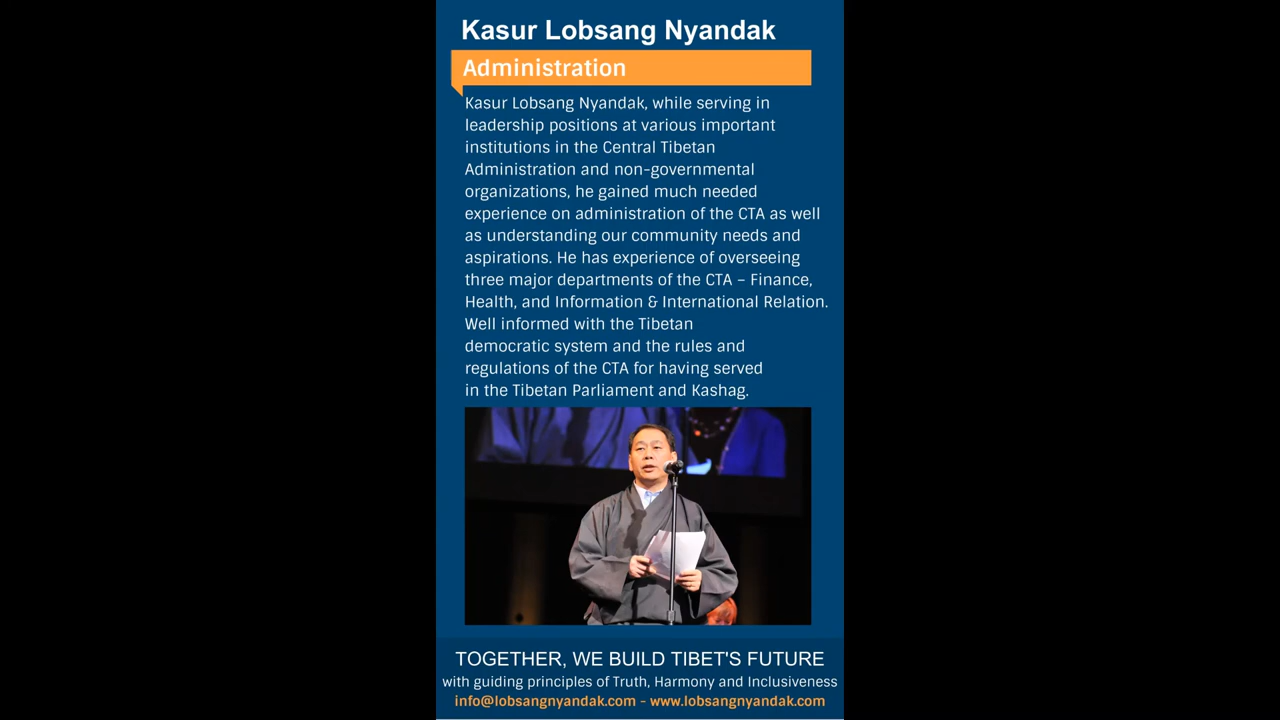 Kasur Lobsang Nyandak
Administration
Kasur Lobsang Nyandak, while serving in
leadership positions at various important
institutions in the Central Tibetan
Administration and non-governmental
organizations, he gained much needed
experience on administration of the CTA as well
as understanding our community needs and
aspirations. He has experience of overseeing
three major departments of the CTA – Finance,
Health, and Information & International Relation.
Well informed with the Tibetan
democratic system and the rules and
regulations of the CTA for having served
in the Tibetan Parliament and Kashag.
TOGETHER, WE BUILD TIBET'S FUTURE
with guiding principles of Truth, Harmony and Inclusiveness
info@lobsangnyandak.com - www.lobsangnyandak.com